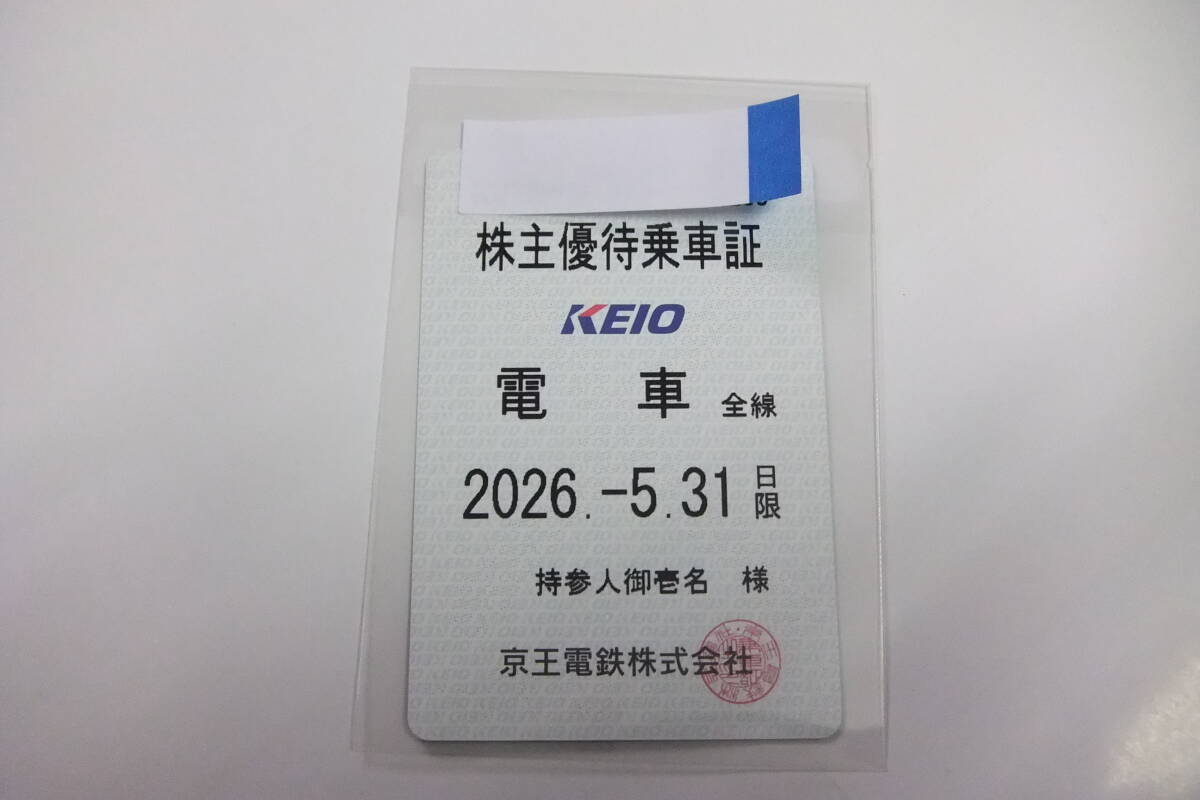 株主優待乗車証
KEIO
電 車 全線
2026.-5.31 日限
持参人御壱名 様
京王電鉄株式会社